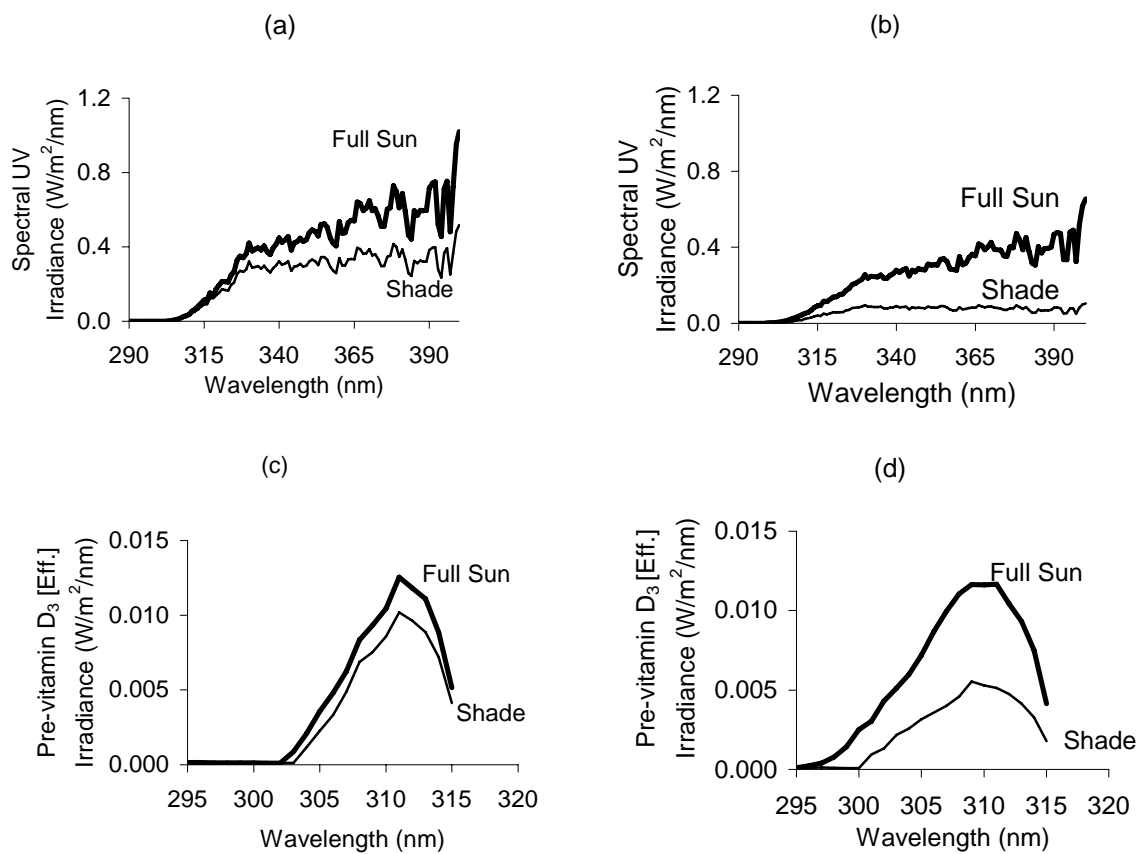 (a)
Spectral UV
Irradiance (W/m²/nm)
1.2
0.8
0.4
0.0
Full Sun
Shade
290 315 340 365 390
Wavelength (nm)
(b)
Spectral UV
Irradiance (W/m²/nm)
1.2
0.8
0.4
0.0
Full Sun
Shade
290 315 340 365 390
Wavelength (nm)
(c)
Pre-vitamin D₃ [Eff.]
Irradiance (W/m²/nm)
0.015
0.010
0.005
0.000
Full Sun
Shade
295 300 305 310 315 320
Wavelength (nm)
(d)
Pre-vitamin D₃ [Eff.]
Irradiance (W/m²/nm)
0.015
0.010
0.005
0.000
Full Sun
Shade
295 300 305 310 315 320
Wavelength (nm)